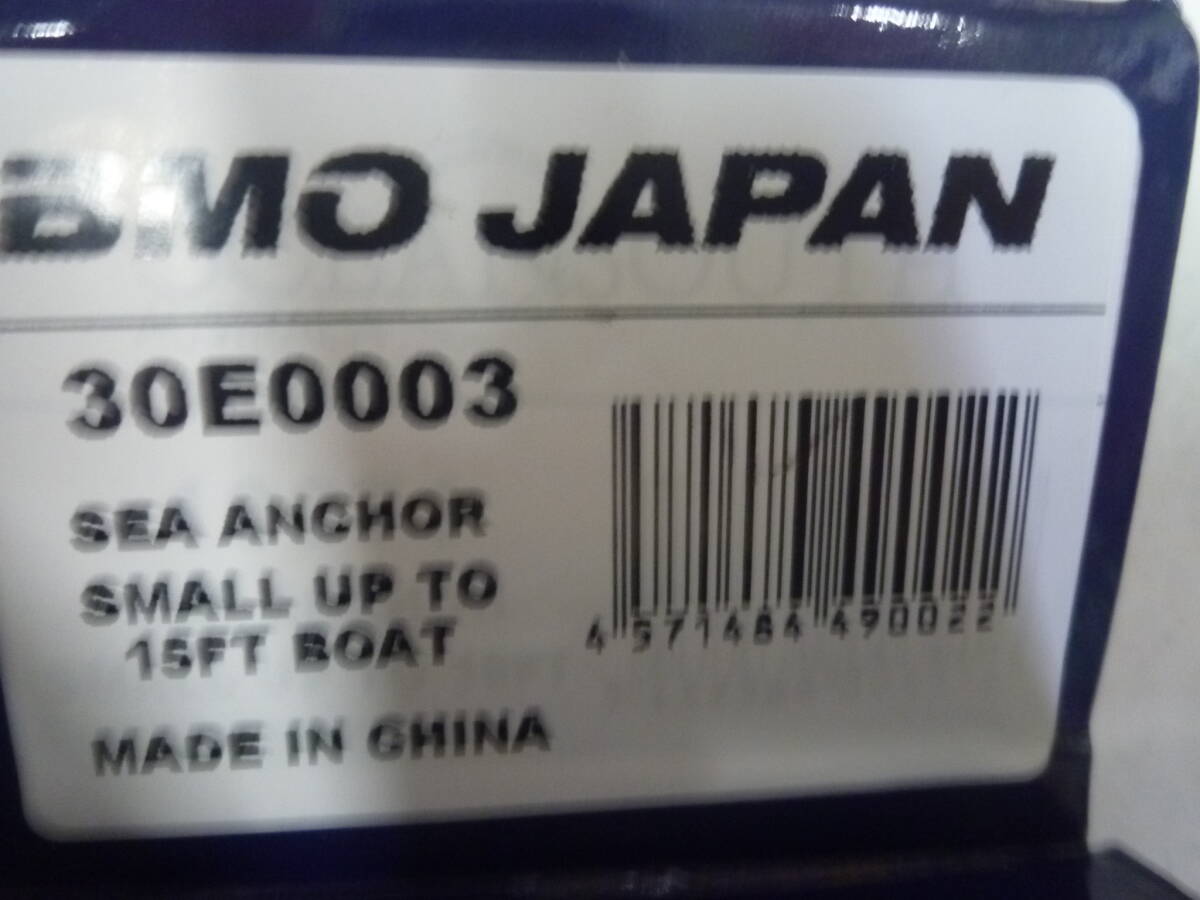 BMO JAPAN
30E0003
SEA ANCHOR
SMALL UP TO
15FT BOAT
MADE IN CHINA
4 571484 490022